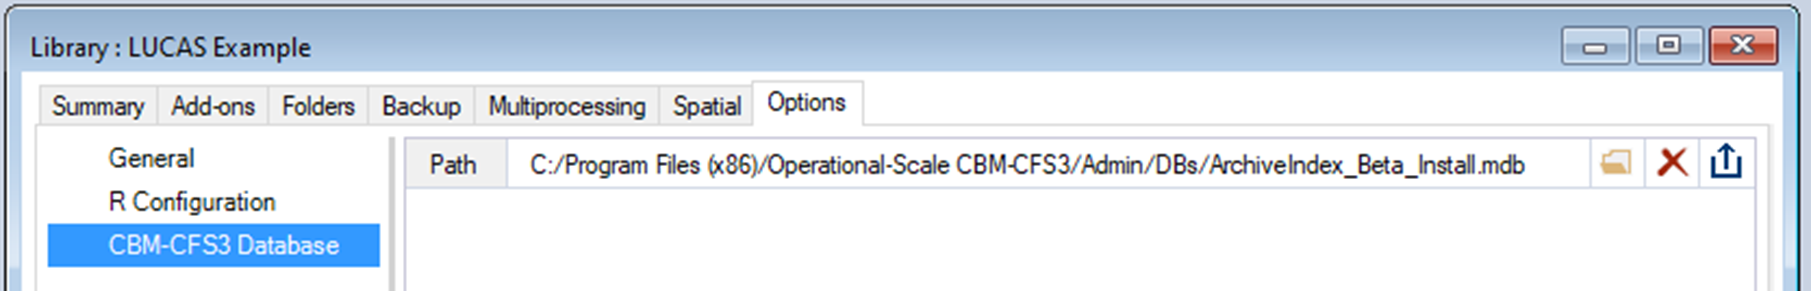 Library : LUCAS Example
Summary Add-ons Folders Backup Multiprocessing Spatial Options
General
R Configuration
CBM-CFS3 Database
Path C:/Program Files (x86)/Operational-Scale CBM-CFS3/Admin/DBs/ArchiveIndex_Beta_Install.mdb